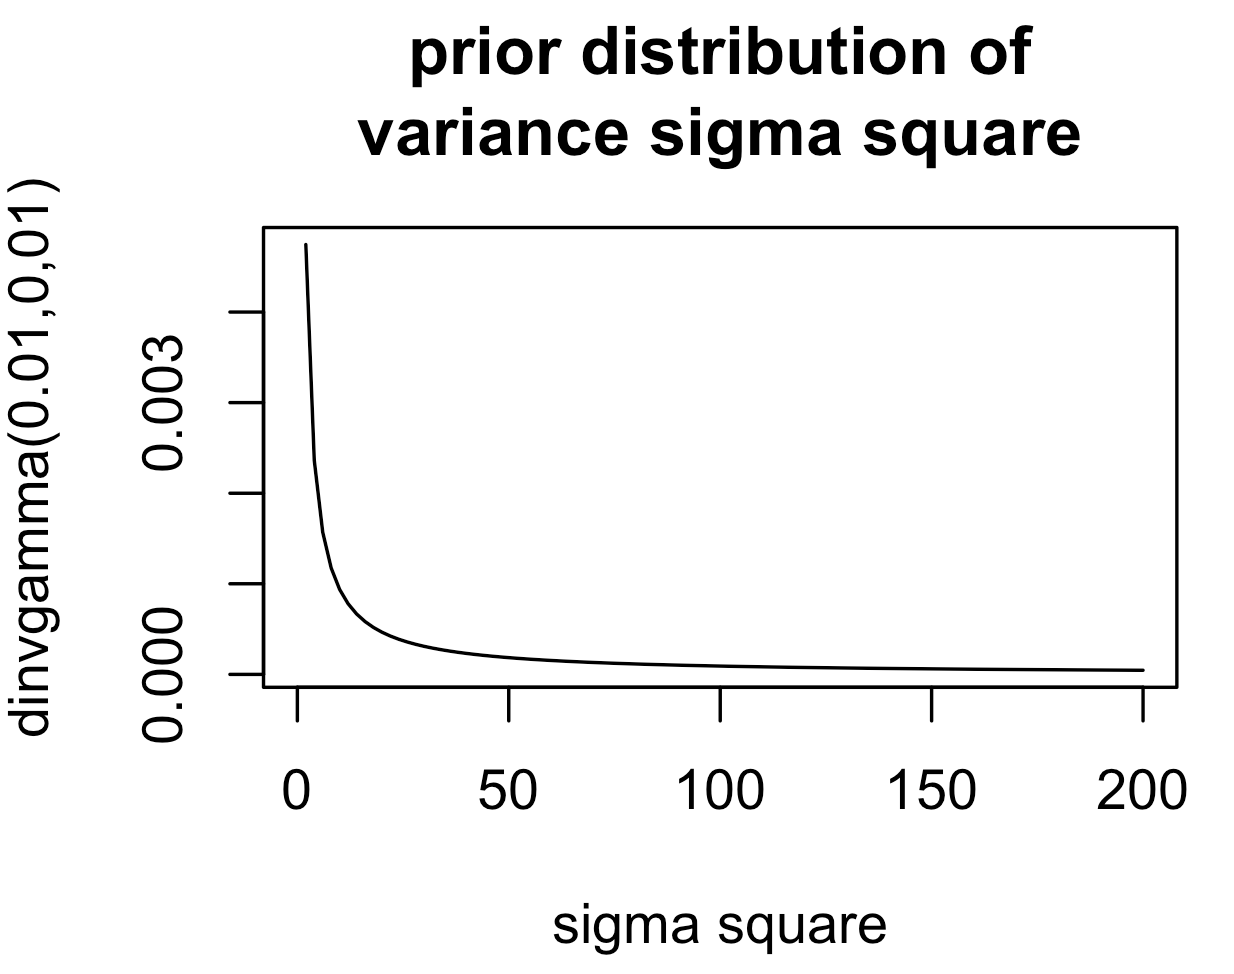 prior distribution of
variance sigma square
dinvgamma(0.01,0,01)
0.003
0.000
0
50
100
150
200
sigma square